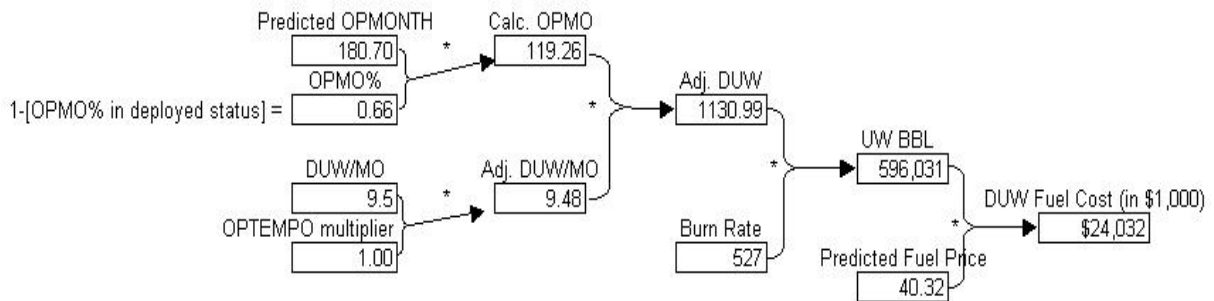 Predicted OPMONTH
180.70
*
Calc. OPMO
119.26
OPMO%
1-[OPMO% in deployed status] =
0.66
*
Adj. DUW
1130.99
DUW/MO
9.5
*
Adj. DUW/MO
9.48
OPTEMPO multiplier
1.00
*
UW BBL
596,031
Burn Rate
527
*
DUW Fuel Cost (in $1,000)
$24,032
Predicted Fuel Price
40.32